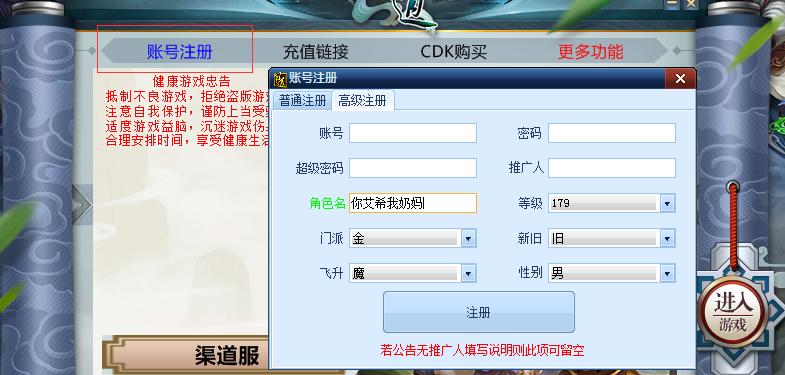 账号注册 充值链接 CDK购买 更多功能
健康游戏忠告
抵制不良游戏，拒绝盗版游
注意自我保护，谨防上当受
适度游戏益脑，沉迷游戏伤
合理安排时间，享受健康生活
账号注册
普通注册 高级注册
账号 密码
超级密码 推广人
角色名 你艾希我奶妈 等级 179
门派 金 新旧 旧
飞升 魔 性别 男
注册
若公告无推广人填写说明则此项可留空
进入
游戏
渠道服